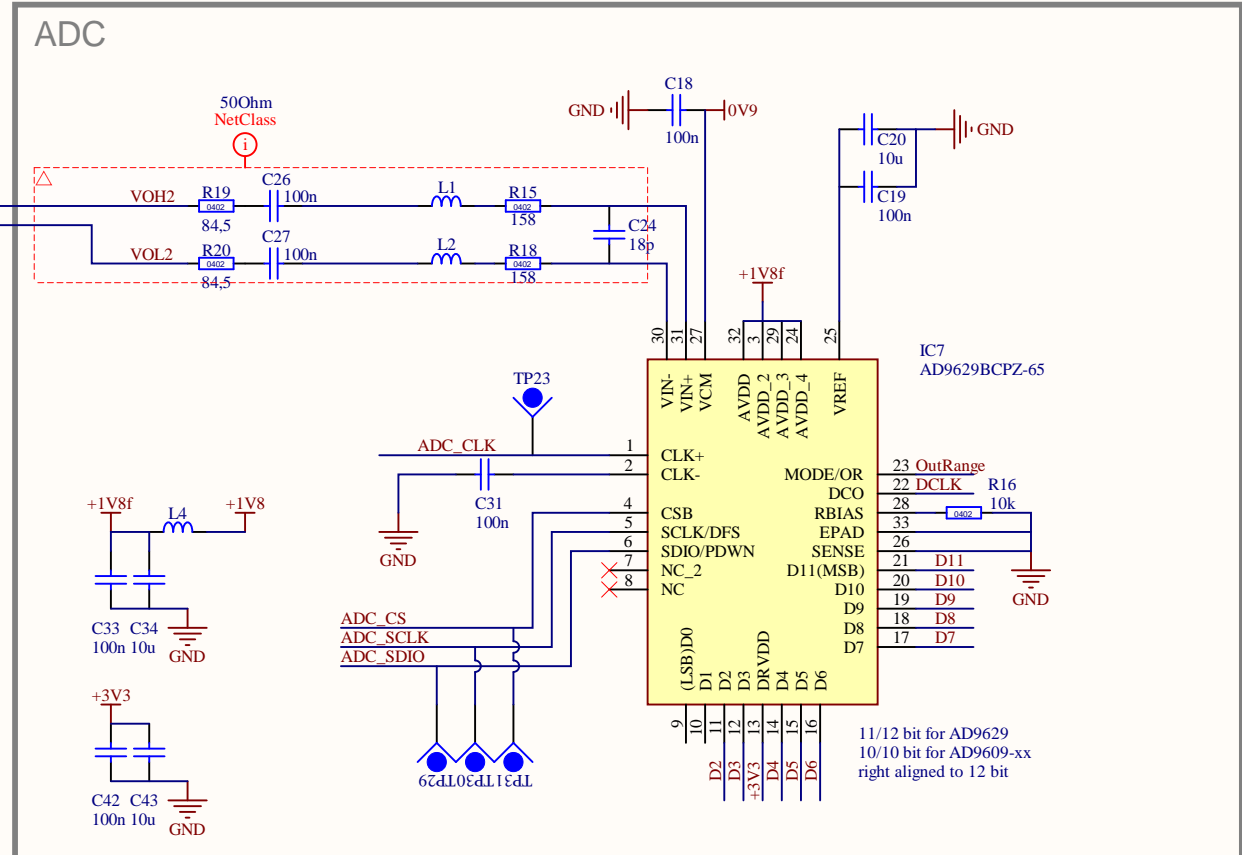 ADC
50Ohm
NetClass
i
C18
GND
0V9
100n
C20
10u
GND
C19
100n
VOH2
R19
0402
84,5
C26
100n
L1
R15
0402
158
C24
18p
VOL2
R20
0402
84,5
C27
100n
L2
R18
0402
158
+1V8f
30
31
27
32
3
29
24
25
IC7
AD9629BCPZ-65
VIN-
VIN+
VCM
AVDD
AVDD_2
AVDD_3
AVDD_4
VREF
TP23
ADC_CLK
1
CLK+
2
CLK-
C31
100n
GND
4
CSB
5
SCLK/DFS
6
SDIO/PDWN
7
NC_2
8
NC
MODE/OR
23
OutRange
DCO
22
DCLK
RBIAS
28
R16
0402
10k
EPAD
33
SENSE
26
D11(MSB)
21
D11
D10
20
D10
D9
19
D9
D8
18
D8
D7
17
D7
GND
+1V8f
L4
+1V8
C33
100n
C34
10u
GND
ADC_CS
ADC_SCLK
ADC_SDIO
(LSB)D0
D1
D2
D3
DRVDD
D4
D5
D6
9
10
11
12
13
14
15
16
D2
D3
+3V3
D4
D5
D6
+3V3
C42
100n
C43
10u
GND
TP29
TP30
TP31
11/12 bit for AD9629
10/10 bit for AD9609-xx
right aligned to 12 bit